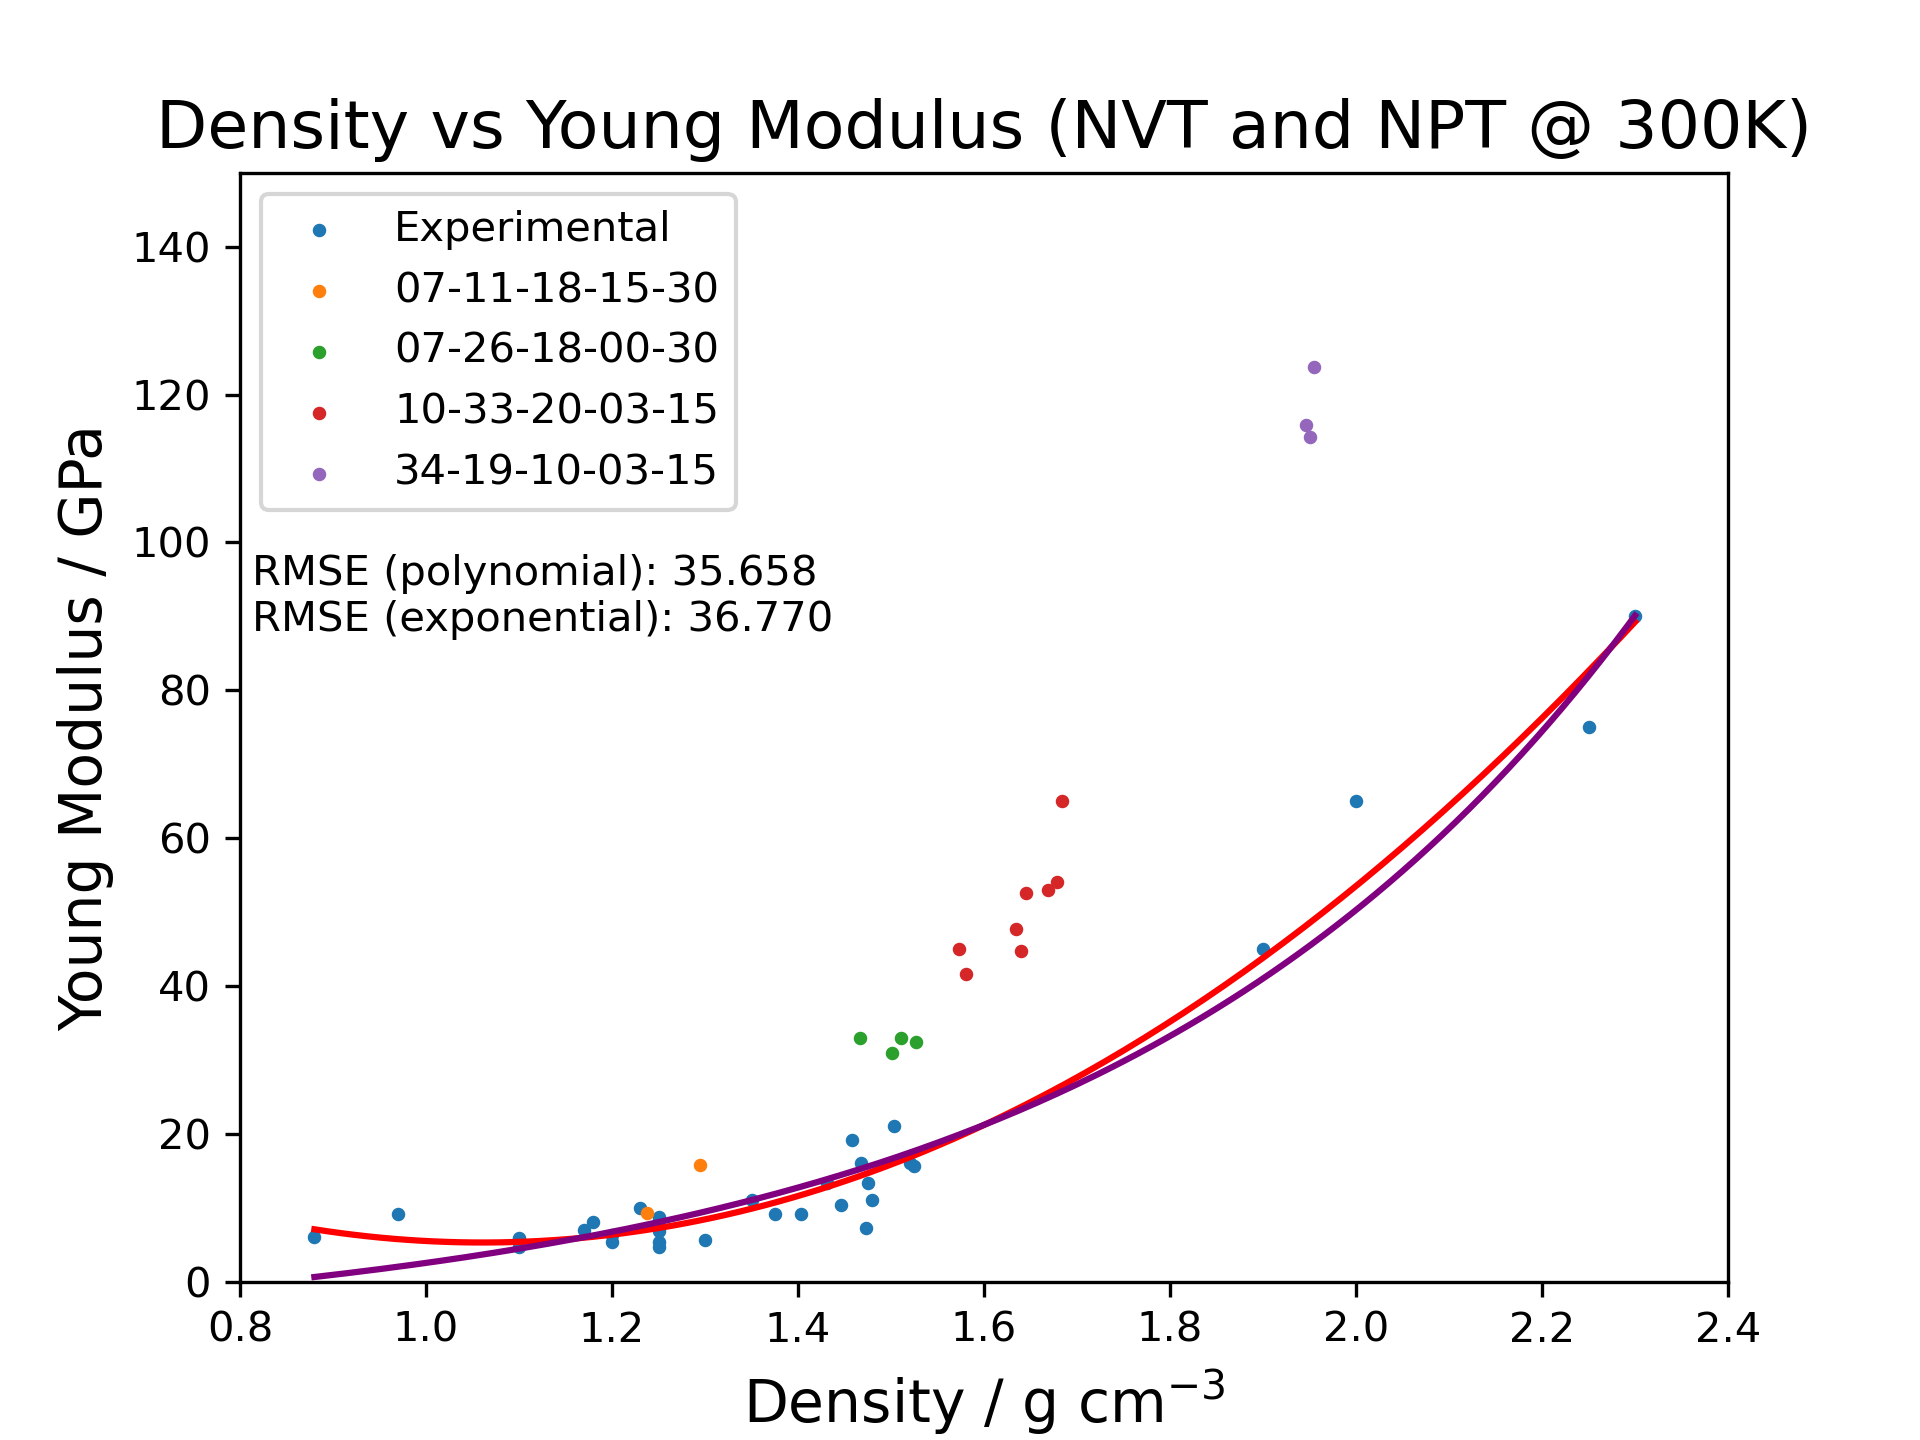 Density vs Young Modulus (NVT and NPT @ 300K)
Experimental
07-11-18-15-30
07-26-18-00-30
10-33-20-03-15
34-19-10-03-15
RMSE (polynomial): 35.658
RMSE (exponential): 36.770
Young Modulus / GPa
140
120
100
80
60
40
20
0
0.8 1.0 1.2 1.4 1.6 1.8 2.0 2.2 2.4
Density / g cm⁻³